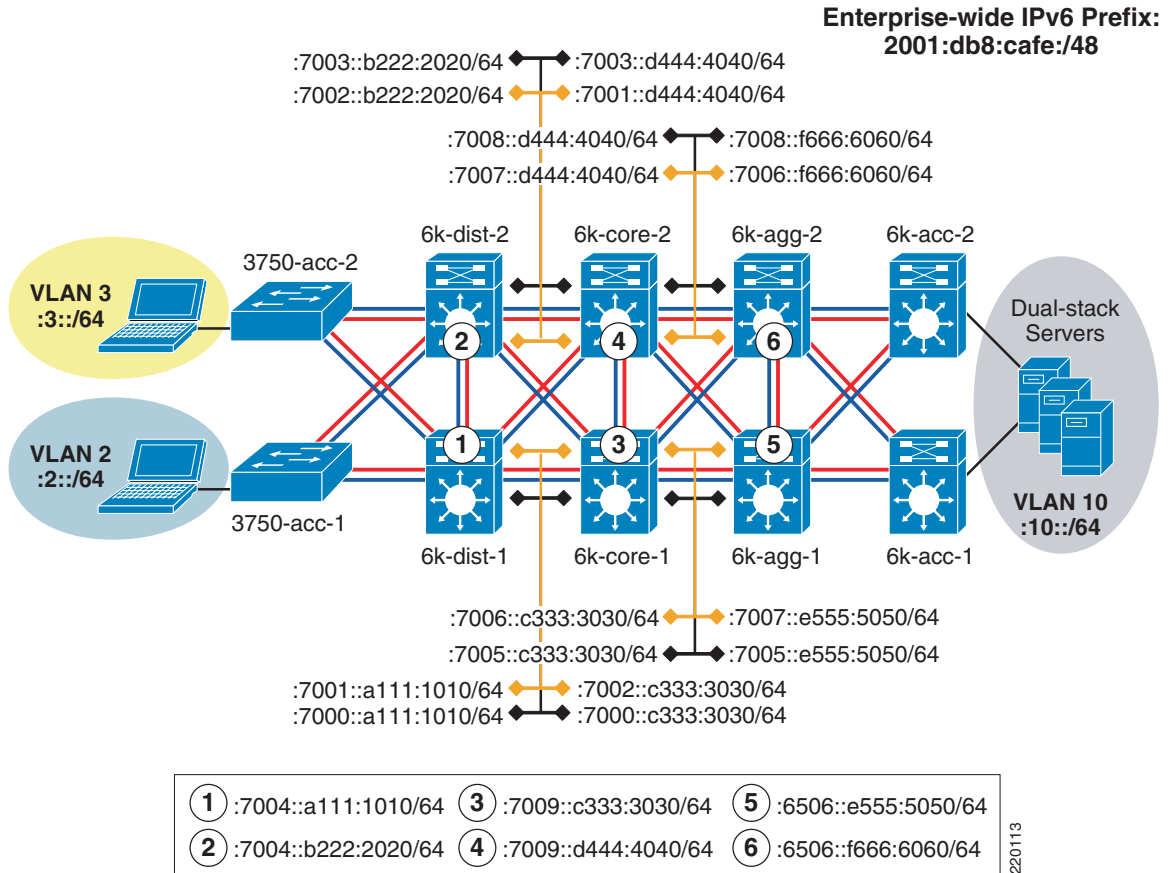 Enterprise-wide IPv6 Prefix:
2001:db8:cafe:/48
:7003::b222:2020/64 :7003::d444:4040/64
:7002::b222:2020/64 :7001::d444:4040/64
:7008::d444:4040/64 :7008::f666:6060/64
:7007::d444:4040/64 :7006::f666:6060/64
6k-dist-2 6k-core-2 6k-agg-2 6k-acc-2
3750-acc-2
VLAN 3
:3::/64
Dual-stack
Servers
2 4 6
1 3 5
VLAN 2
:2::/64
VLAN 10
:10::/64
3750-acc-1
6k-dist-1 6k-core-1 6k-agg-1 6k-acc-1
:7006::c333:3030/64 :7007::e555:5050/64
:7005::c333:3030/64 :7005::e555:5050/64
:7001::a111:1010/64 :7002::c333:3030/64
:7000::a111:1010/64 :7000::c333:3030/64
1 :7004::a111:1010/64 3 :7009::c333:3030/64 5 :6506::e555:5050/64
2 :7004::b222:2020/64 4 :7009::d444:4040/64 6 :6506::f666:6060/64
220113